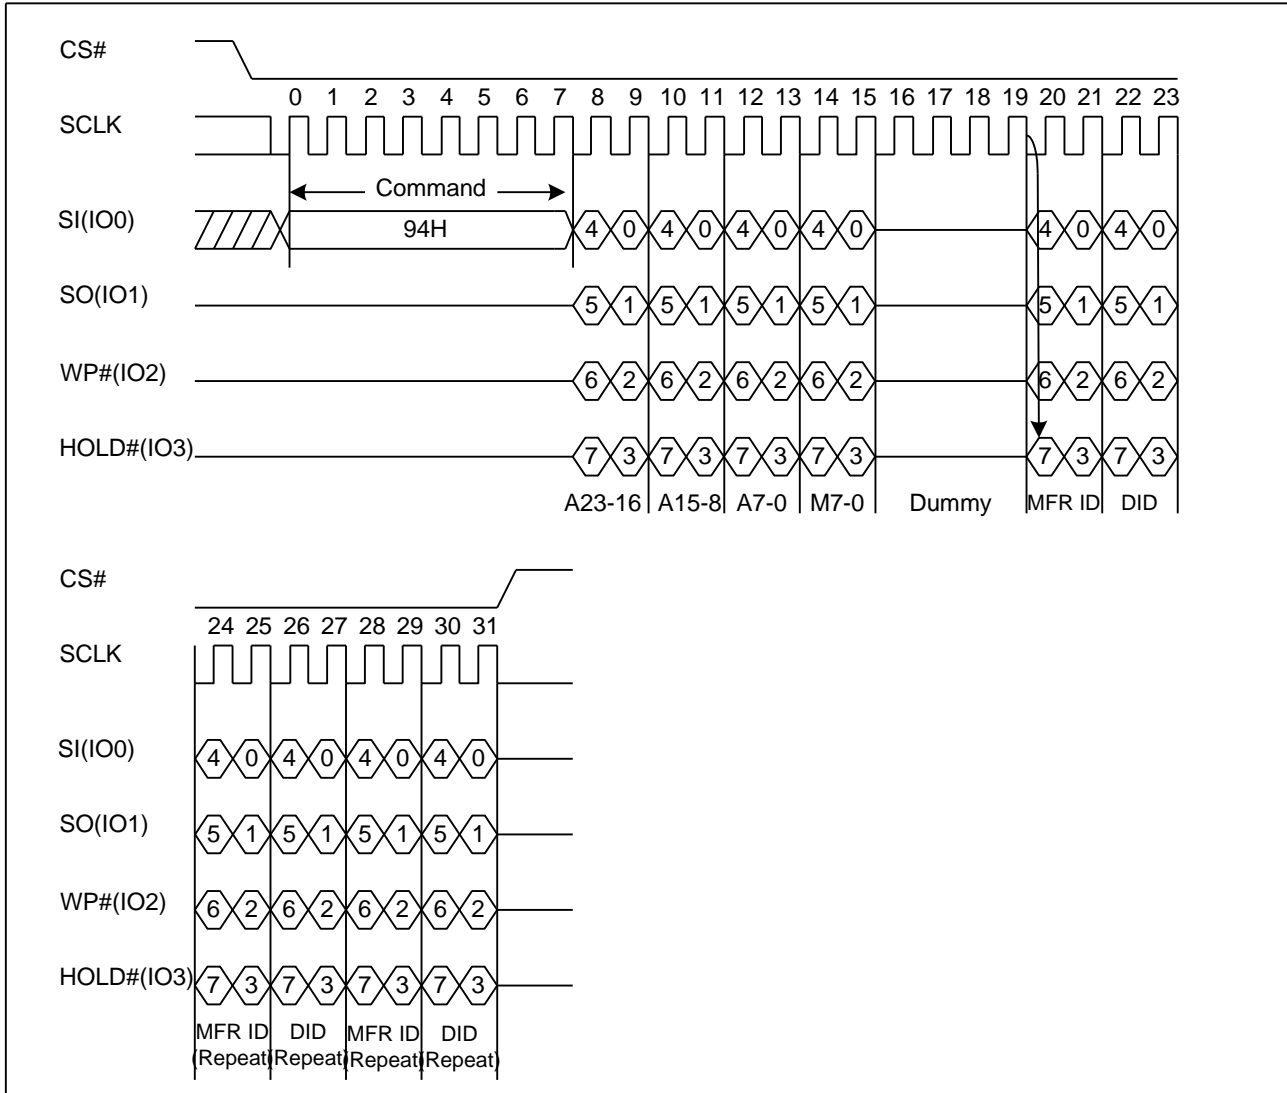 CS#
0 1 2 3 4 5 6 7 8 9 10 11 12 13 14 15 16 17 18 19 20 21 22 23
SCLK
Command
SI(IO0) 94H 4 0 4 0 4 0 4 0 4 0 4 0
SO(IO1) 5 1 5 1 5 1 5 1 5 1 5 1
WP#(IO2) 6 2 6 2 6 2 6 2 6 2 6 2
HOLD#(IO3) 7 3 7 3 7 3 7 3 7 3 7 3
A23-16 A15-8 A7-0 M7-0 Dummy MFR ID DID
CS#
24 25 26 27 28 29 30 31
SCLK
SI(IO0) 4 0 4 0 4 0 4 0
SO(IO1) 5 1 5 1 5 1 5 1
WP#(IO2) 6 2 6 2 6 2 6 2
HOLD#(IO3) 7 3 7 3 7 3 7 3
MFR ID DID MFR ID DID
(Repeat) (Repeat) (Repeat) (Repeat)